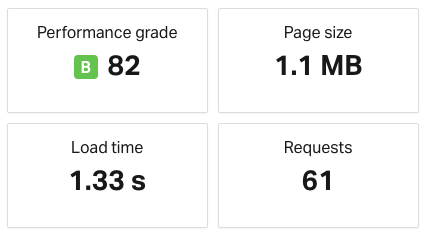 Performance grade
B 82
Page size
1.1 MB
Load time
1.33 s
Requests
61